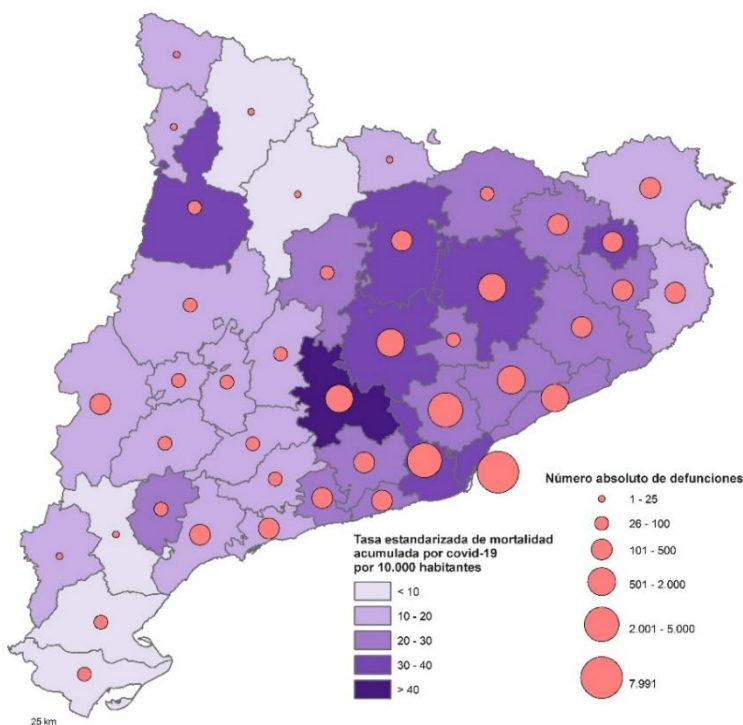 Número absoluto de defunciones
1 - 25
26 - 100
101 - 500
501 - 2.000
2.001 - 5.000
7.991
Tasa estandarizada de mortalidad
acumulada por covid-19
por 10.000 habitantes
< 10
10 - 20
20 - 30
30 - 40
> 40
25 km